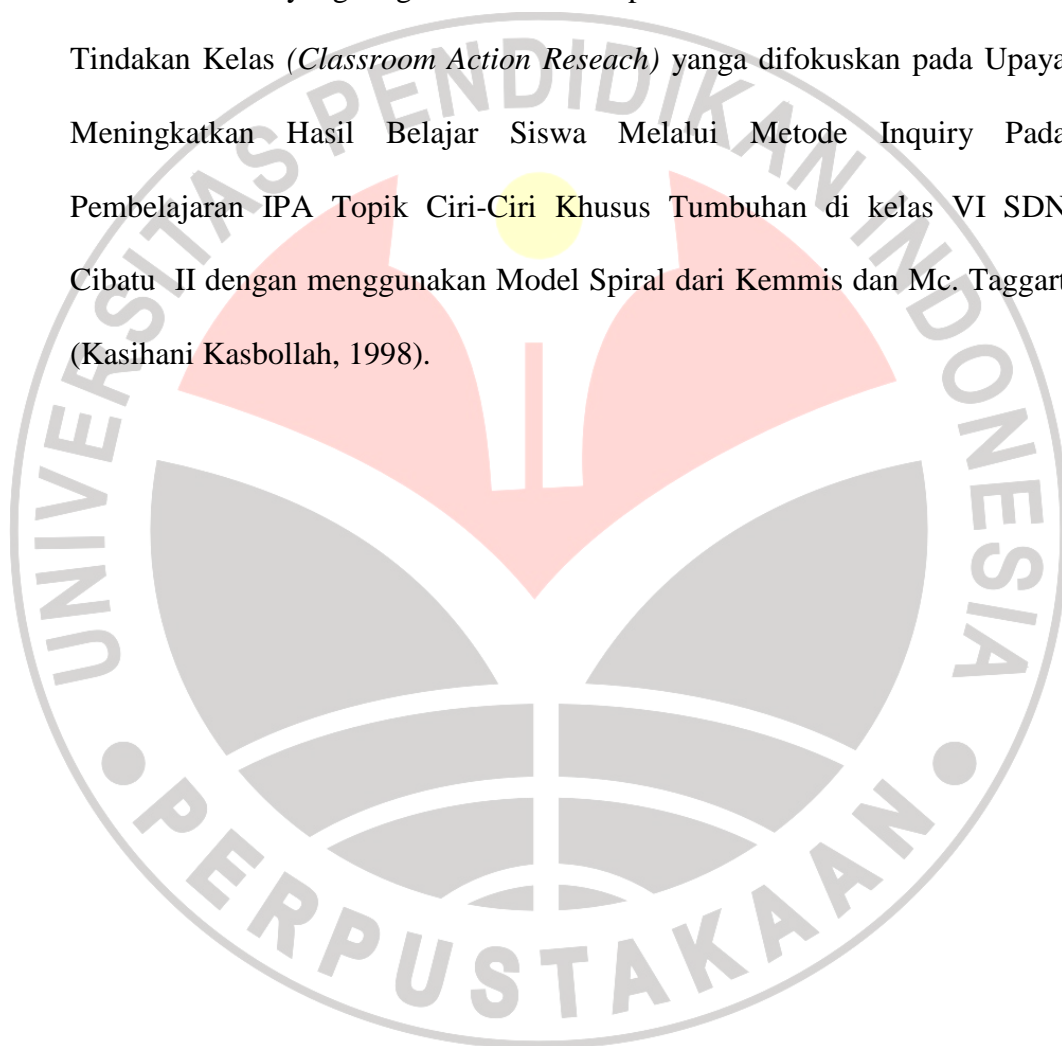 Tindakan Kelas (Classroom Action Reseach) yanga difokuskan pada Upaya
Meningkatkan Hasil Belajar Siswa Melalui Metode Inquiry Pada
Pembelajaran IPA Topik Ciri-Ciri Khusus Tumbuhan di kelas VI SDN
Cibatu II dengan menggunakan Model Spiral dari Kemmis dan Mc. Taggart
(Kasihani Kasbollah, 1998).
UNIVERSITAS PENDIDIKAN INDONESIA
PERPUSTAKAAN